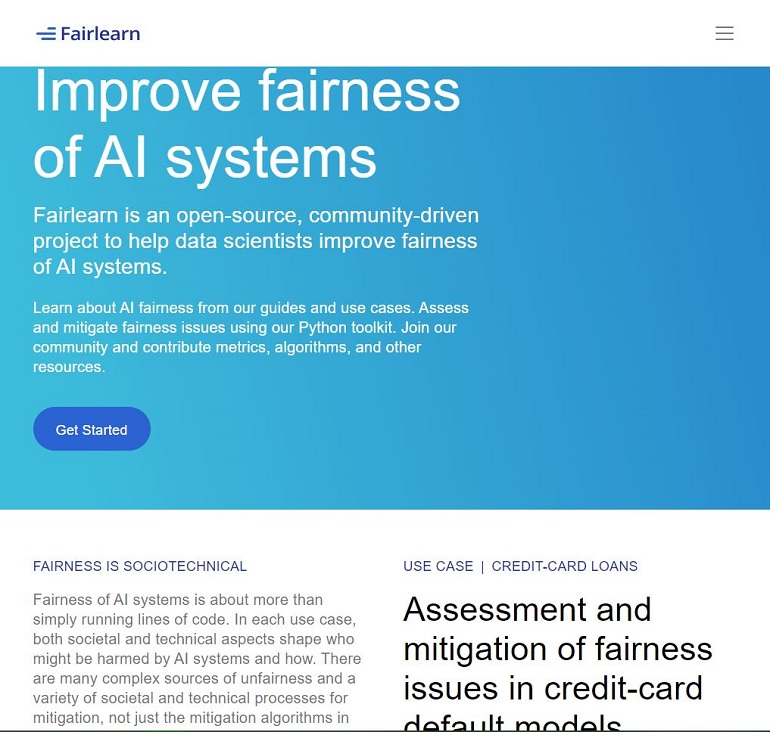 Fairlearn
Improve fairness
of AI systems
Fairlearn is an open-source, community-driven
project to help data scientists improve fairness
of AI systems.
Learn about AI fairness from our guides and use cases. Assess
and mitigate fairness issues using our Python toolkit. Join our
community and contribute metrics, algorithms, and other
resources.
Get Started
FAIRNESS IS SOCIOTECHNICAL
Fairness of AI systems is about more than
simply running lines of code. In each use case,
both societal and technical aspects shape who
might be harmed by AI systems and how. There
are many complex sources of unfairness and a
variety of societal and technical processes for
mitigation, not just the mitigation algorithms in
USE CASE | CREDIT-CARD LOANS
Assessment and
mitigation of fairness
issues in credit-card
default models